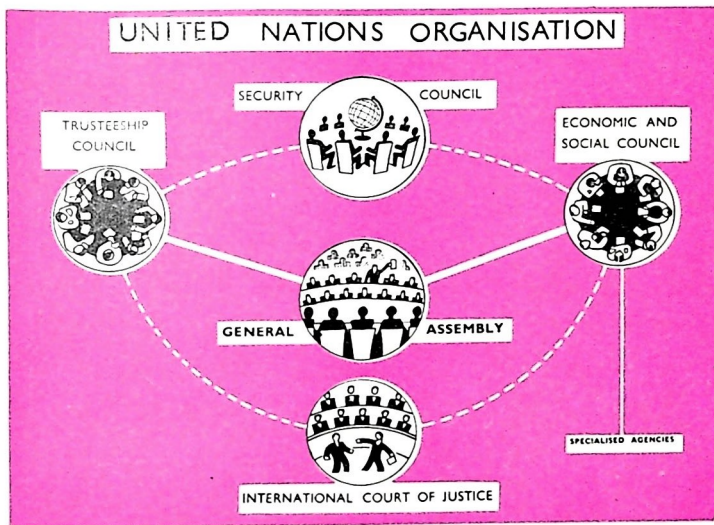 UNITED NATIONS ORGANISATION
SECURITY COUNCIL
TRUSTEESHIP
COUNCIL
ECONOMIC AND
SOCIAL COUNCIL
GENERAL ASSEMBLY
SPECIALISED AGENCIES
INTERNATIONAL COURT OF JUSTICE